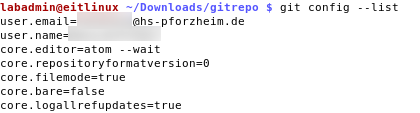 labadmin@eitlinux ~/Downloads/gitrepo $ git config --list
user.email=@hs-pforzheim.de
user.name=
core.editor=atom --wait
core.repositoryformatversion=0
core.filemode=true
core.bare=false
core.logallrefupdates=true